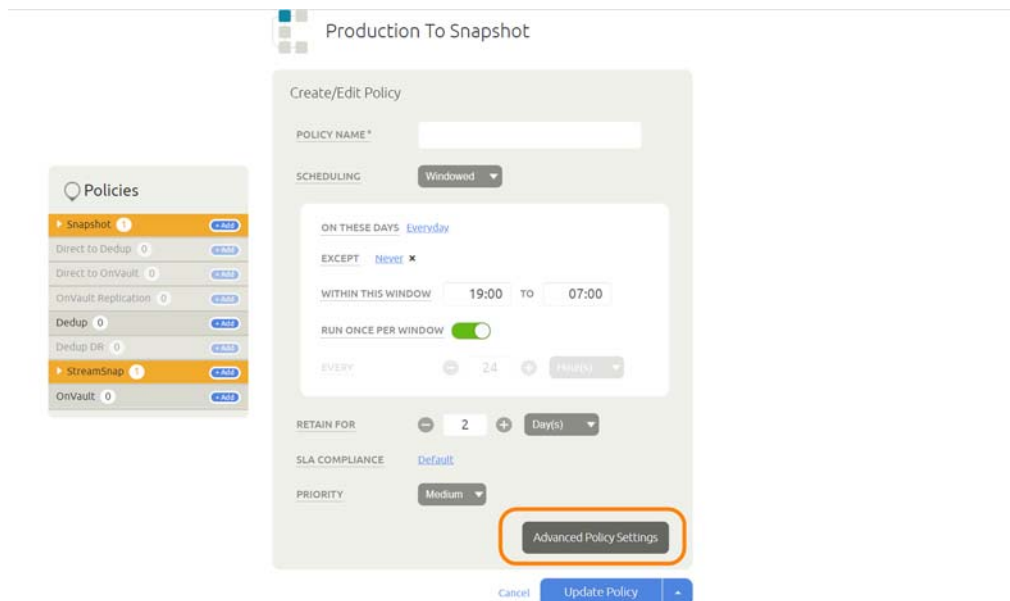 Production To Snapshot
Create/Edit Policy
POLICY NAME*
SCHEDULING Windowed
ON THESE DAYS Everyday
EXCEPT Never ×
WITHIN THIS WINDOW 19:00 TO 07:00
RUN ONCE PER WINDOW
EVERY 24 Hour(s)
RETAIN FOR 2 Day(s)
SLA COMPLIANCE Default
PRIORITY Medium
Advanced Policy Settings
Cancel Update Policy
Policies
Snapshot 1 +Add
Direct to Dedup 0 +Add
Direct to OnVault 0 +Add
OnVault Replication 0 +Add
Dedup 0 +Add
Dedup DR 0 +Add
StreamSnap 1 +Add
OnVault 0 +Add